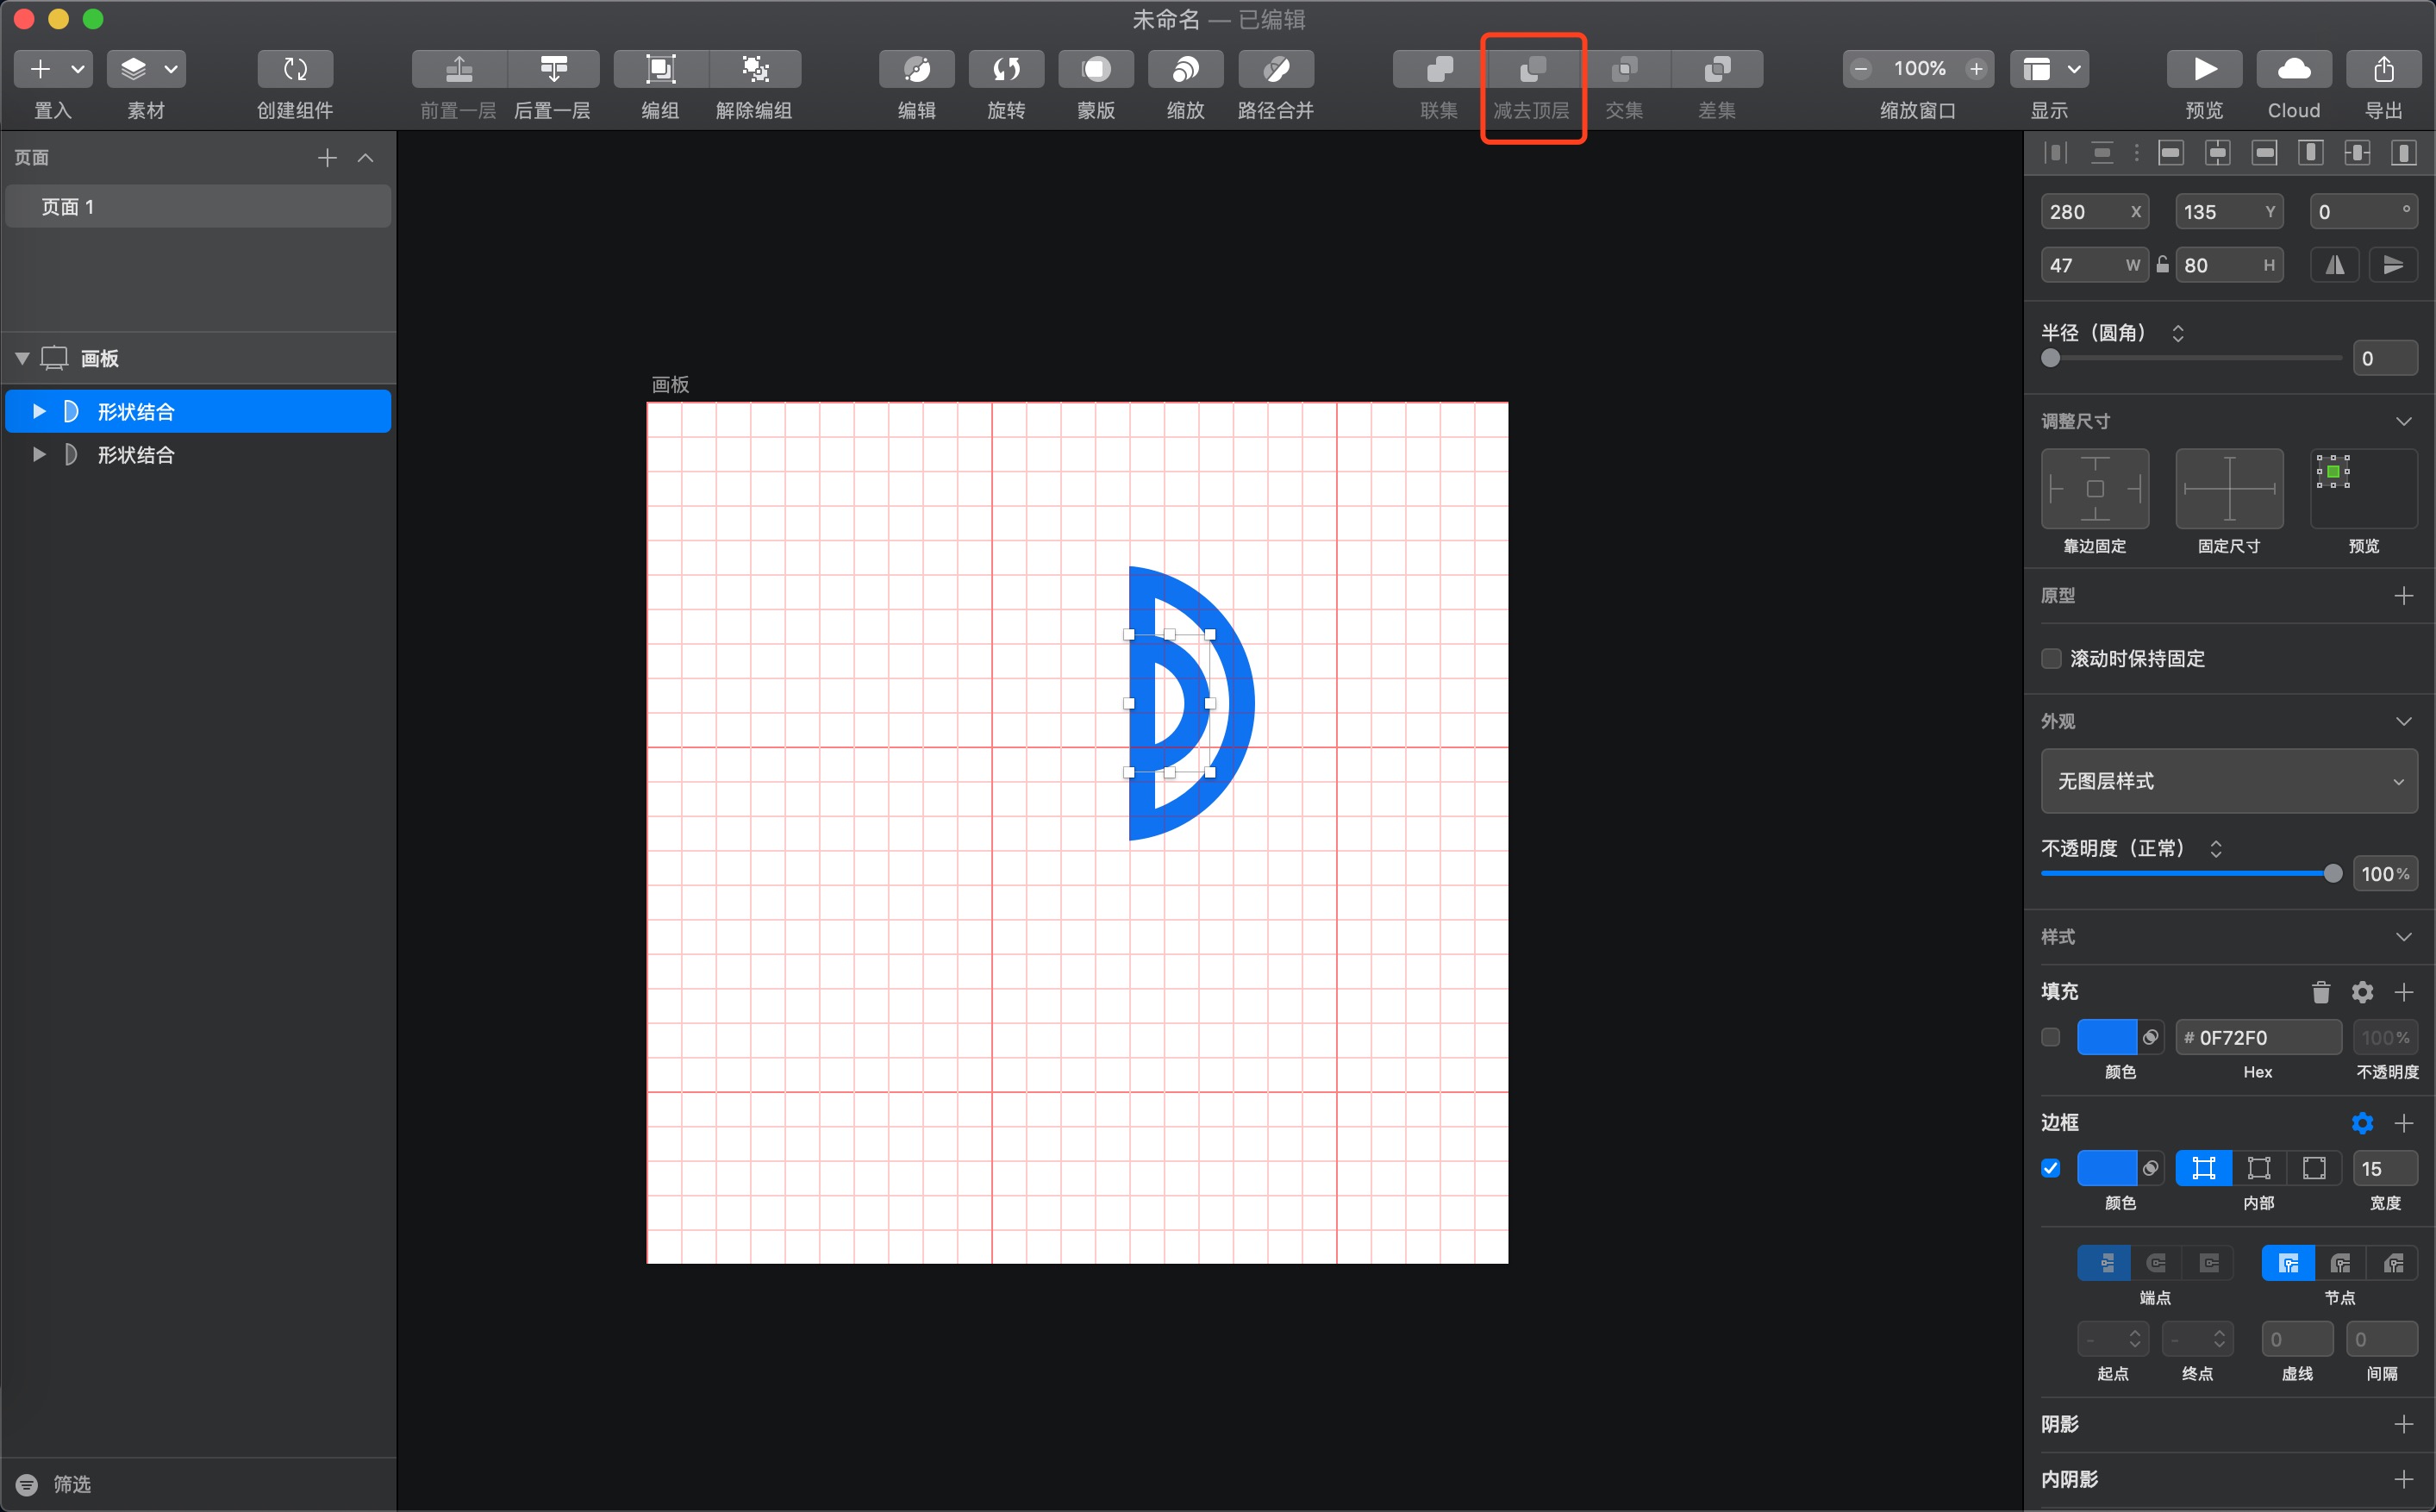 未命名 — 已编辑
100%
置入 素材 创建组件 前置一层 后置一层 编组 解除编组 编辑 旋转 蒙版 缩放 路径合并 联集 减去顶层 交集 差集 缩放窗口 显示 预览 Cloud 导出
页面
页面 1
画板
形状结合
形状结合
筛选
画板
280 X 135 Y 0 °
47 W 80 H
半径（圆角）
0
调整尺寸
靠边固定 固定尺寸 预览
原型
滚动时保持固定
外观
无图层样式
不透明度（正常）
100%
样式
填充
# 0F72F0 100%
颜色 Hex 不透明度
边框
15
颜色 内部 宽度
端点 节点
- - 0 0
起点 终点 虚线 间隔
阴影
内阴影